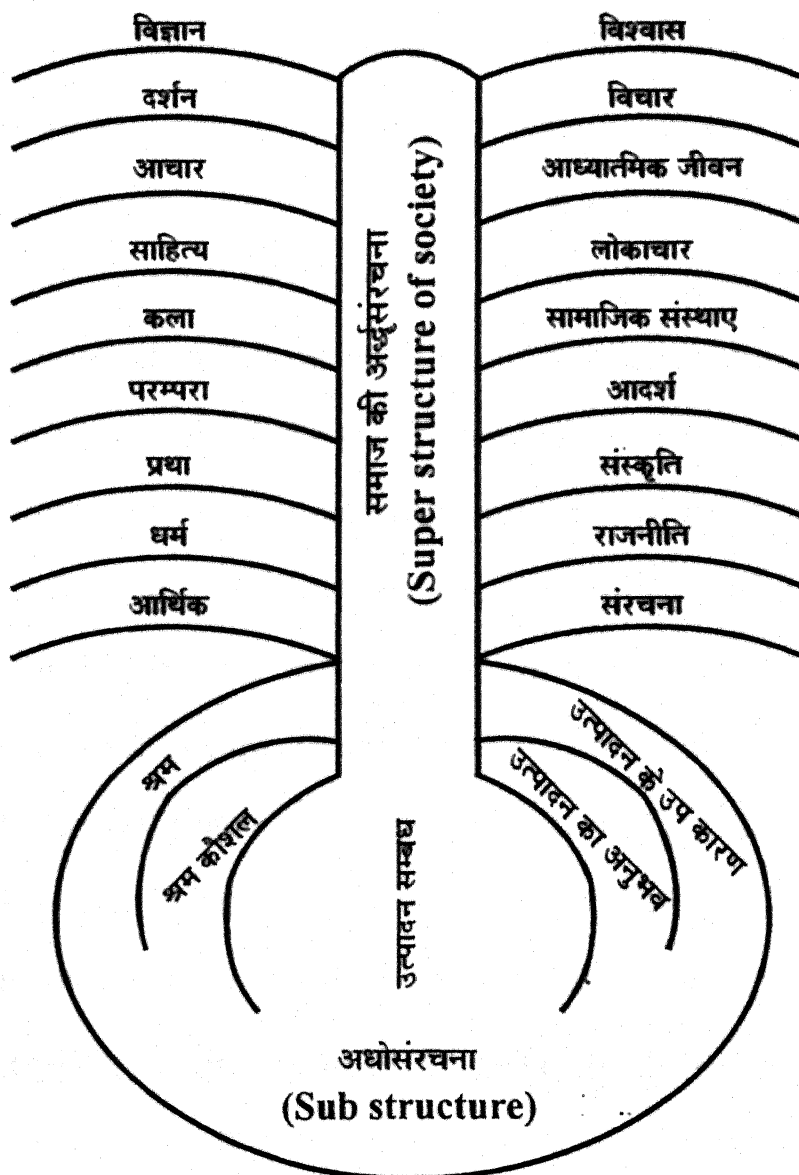 विज्ञान
विश्वास
दर्शन
विचार
आचार
आध्यात्मिक जीवन
साहित्य
लोकाचार
कला
सामाजिक संस्थाए
परम्परा
आदर्श
प्रथा
संस्कृति
धर्म
राजनीति
आर्थिक
संरचना
समाज की अर्द्धूसंरचना
(Super structure of society)
श्रम
श्रम कौशल
उत्पादन सम्बध
उत्पादन का अनुभव
उत्पादन के उप कारण
अधोसंरचना
(Sub structure)